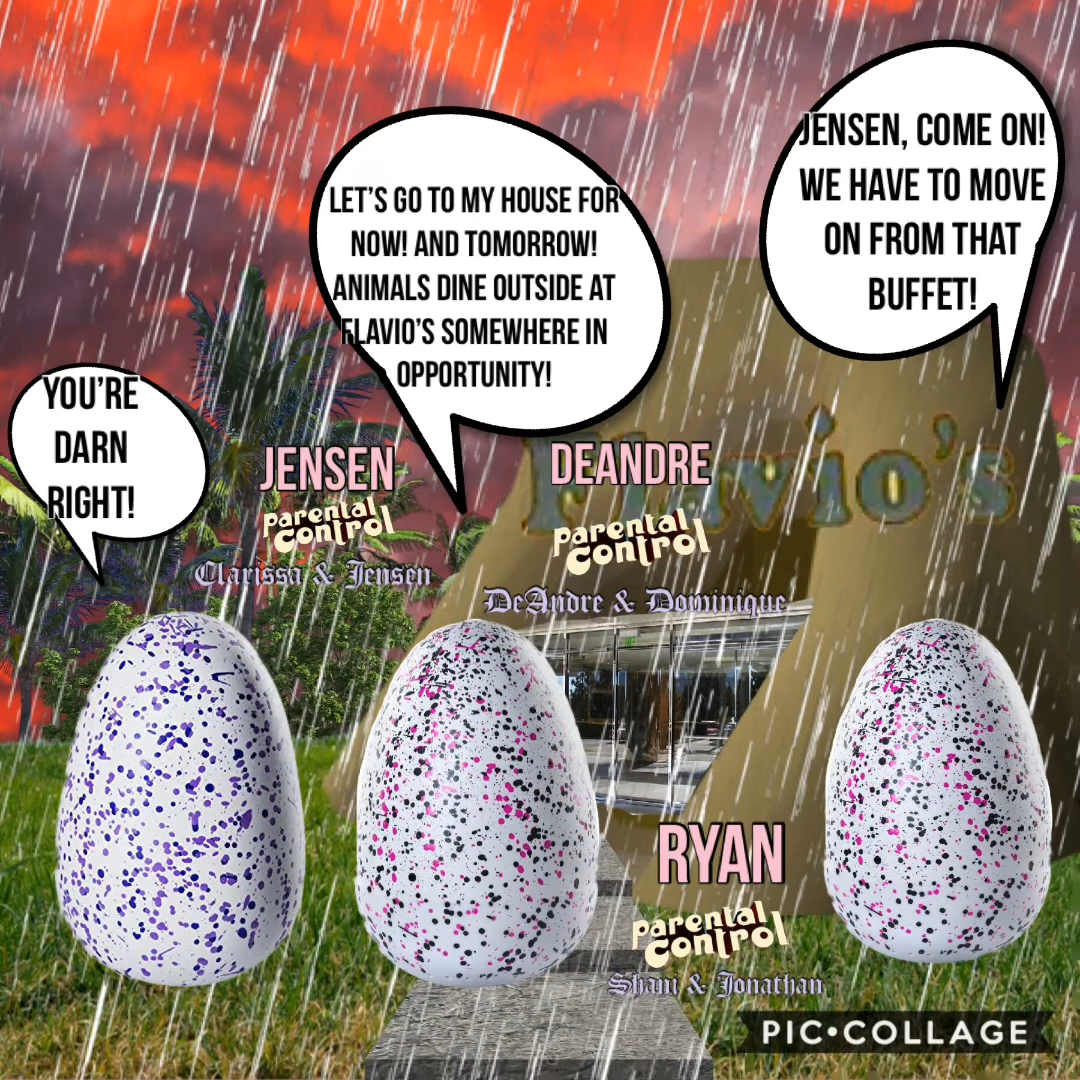 JENSEN, COME ON!
WE HAVE TO MOVE
ON FROM THAT
BUFFET!
LET'S GO TO MY HOUSE FOR
NOW! AND TOMORROW!
ANIMALS DINE OUTSIDE AT
FLAVIO'S SOMEWHERE IN
OPPORTUNITY!
YOU'RE
DARN
RIGHT!
JENSEN
parental
control
Clarissa & Jensen
DEANDRE
parental
control
DeAndre & Dominique
Flavio's
RYAN
parental
control
Shani & Jonathan
PIC•COLLAGE